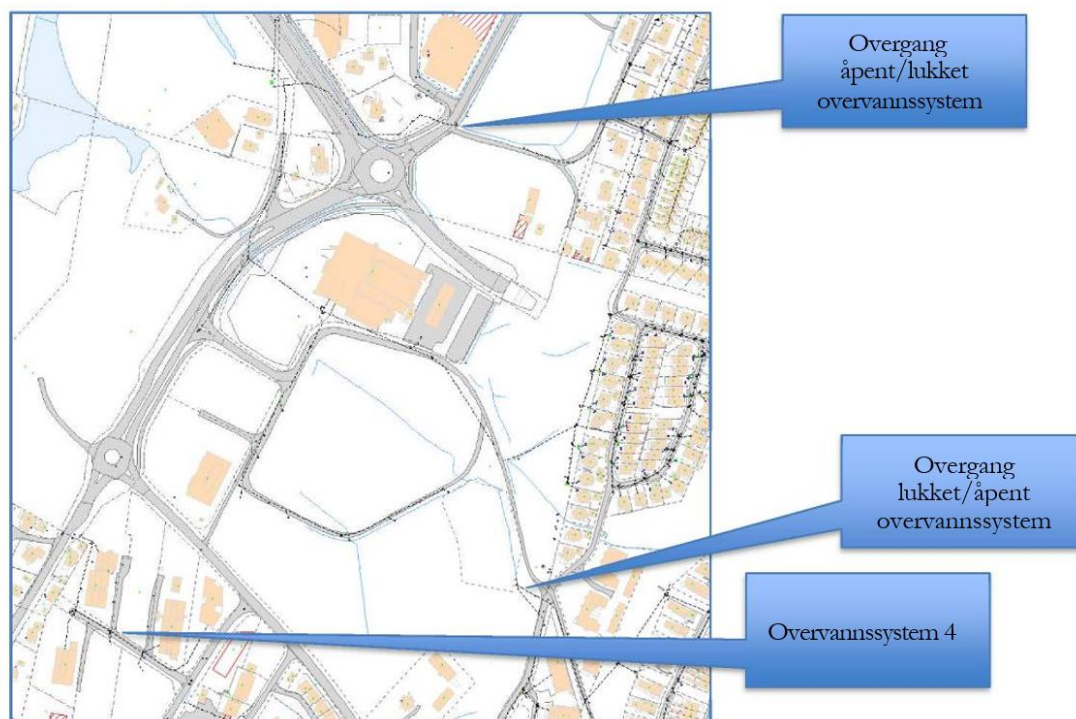 Overgang
åpent/lukket
overvannssystem
Overgang
lukket/åpent
overvannssystem
Overvannssystem 4